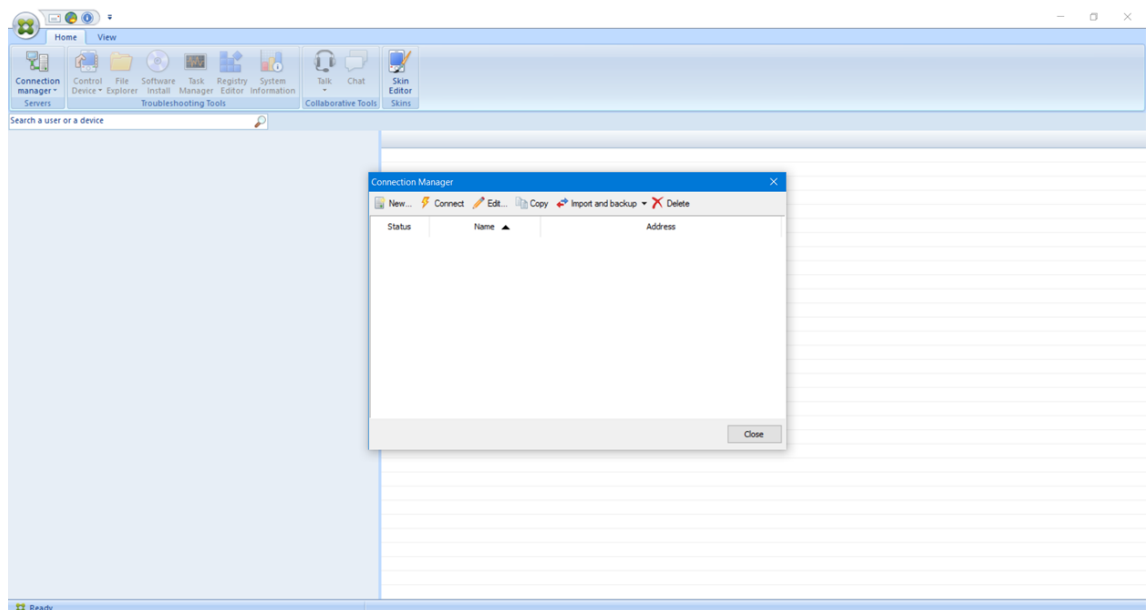 Home View
Connection manager
Control Device
File Explorer
Software Install
Task Manager
Registry Editor
System Information
Talk
Chat
Skin Editor
Servers
Troubleshooting Tools
Collaborative Tools
Skins
Search a user or a device
Connection Manager
New... Connect Edit... Copy Import and backup Delete
Status Name Address
Close
Ready